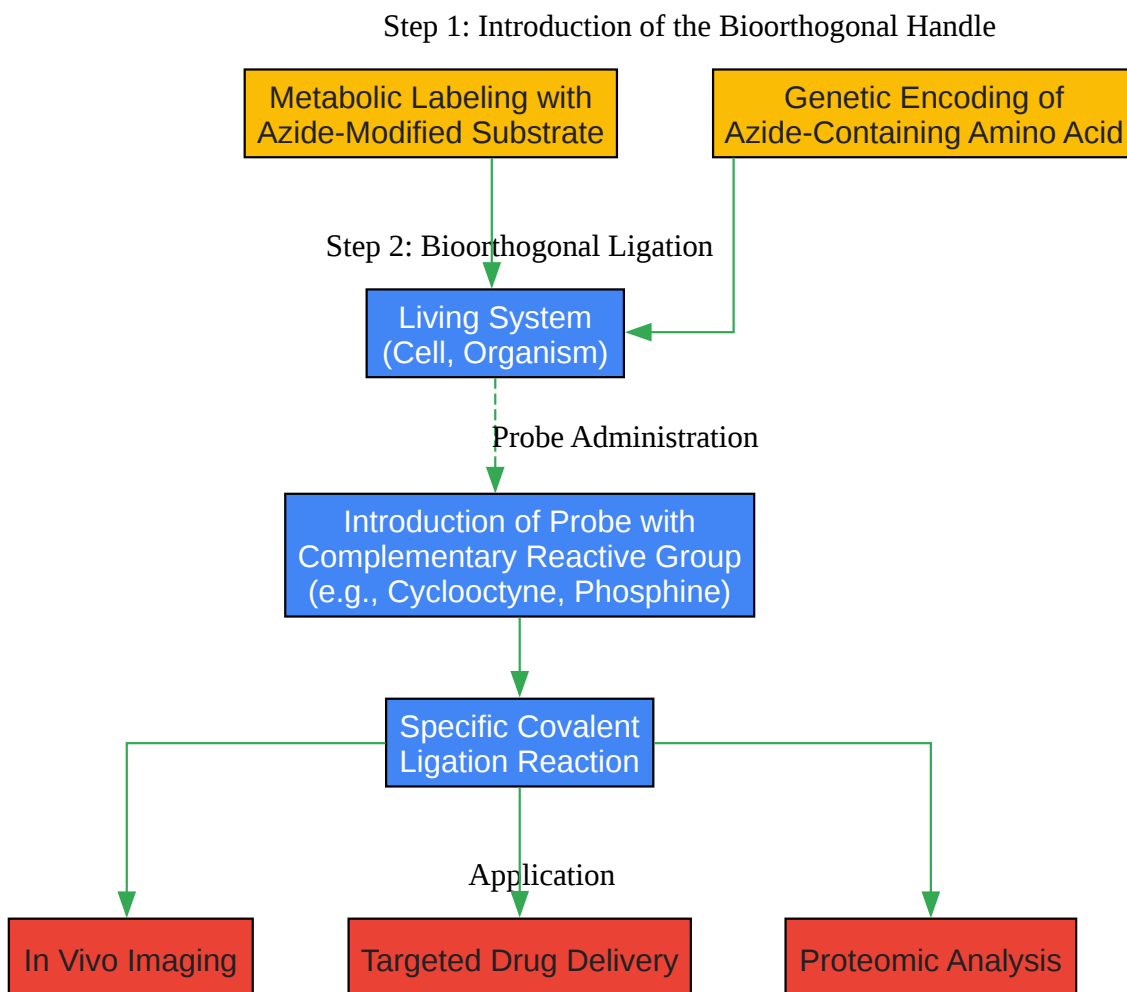 Step 1: Introduction of the Bioorthogonal Handle
Metabolic Labeling with
Azide-Modified Substrate
Genetic Encoding of
Azide-Containing Amino Acid
Step 2: Bioorthogonal Ligation
Living System
(Cell, Organism)
Probe Administration
Introduction of Probe with
Complementary Reactive Group
(e.g., Cyclooctyne, Phosphine)
Specific Covalent
Ligation Reaction
Application
In Vivo Imaging
Targeted Drug Delivery
Proteomic Analysis